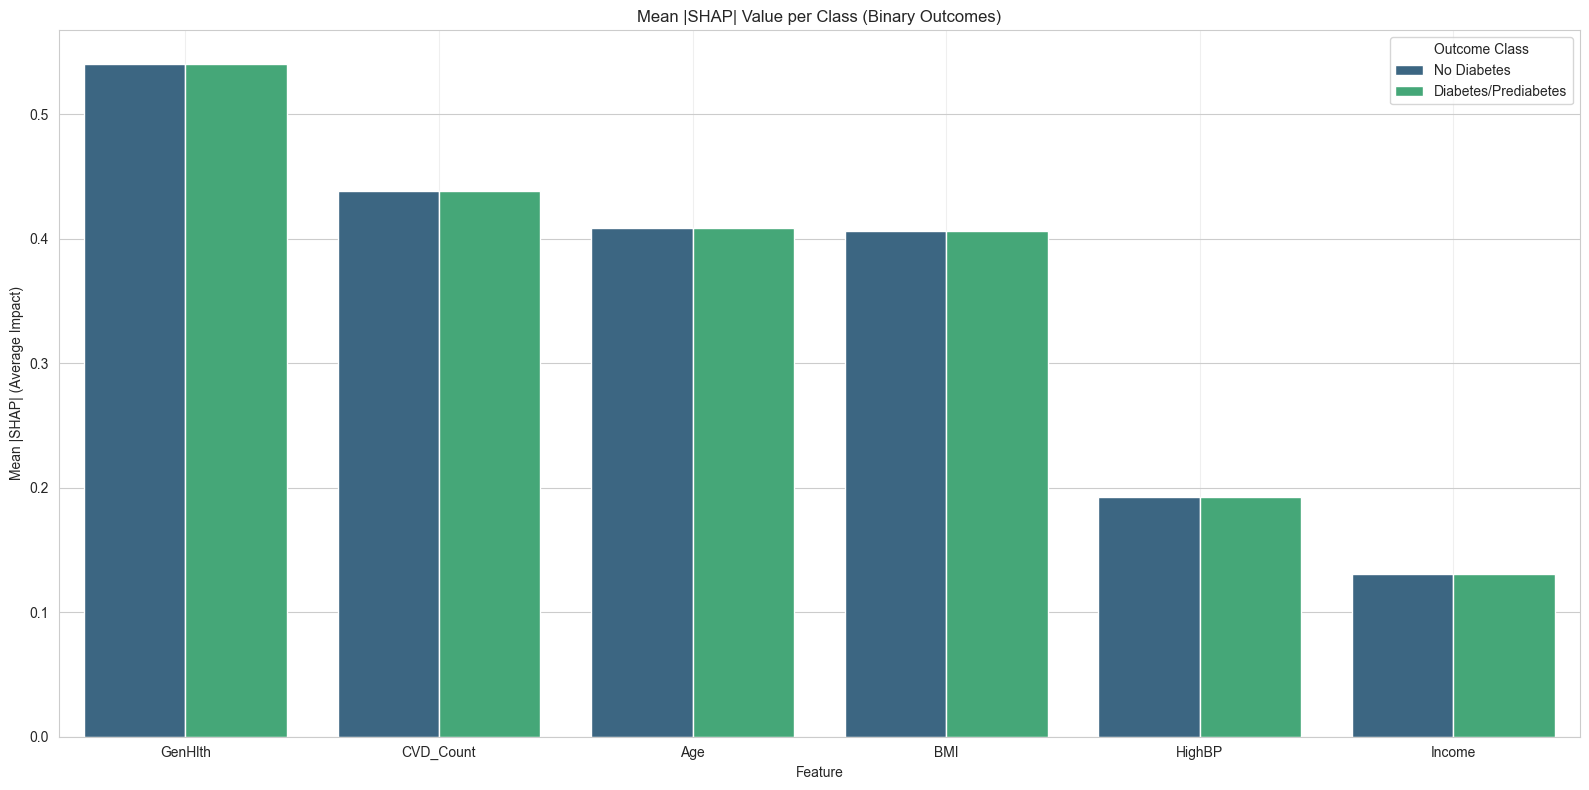 Mean |SHAP| Value per Class (Binary Outcomes)
Outcome Class
No Diabetes
Diabetes/Prediabetes
Mean |SHAP| (Average Impact)
0.5
0.4
0.3
0.2
0.1
0.0
GenHlth CVD_Count Age BMI HighBP Income
Feature